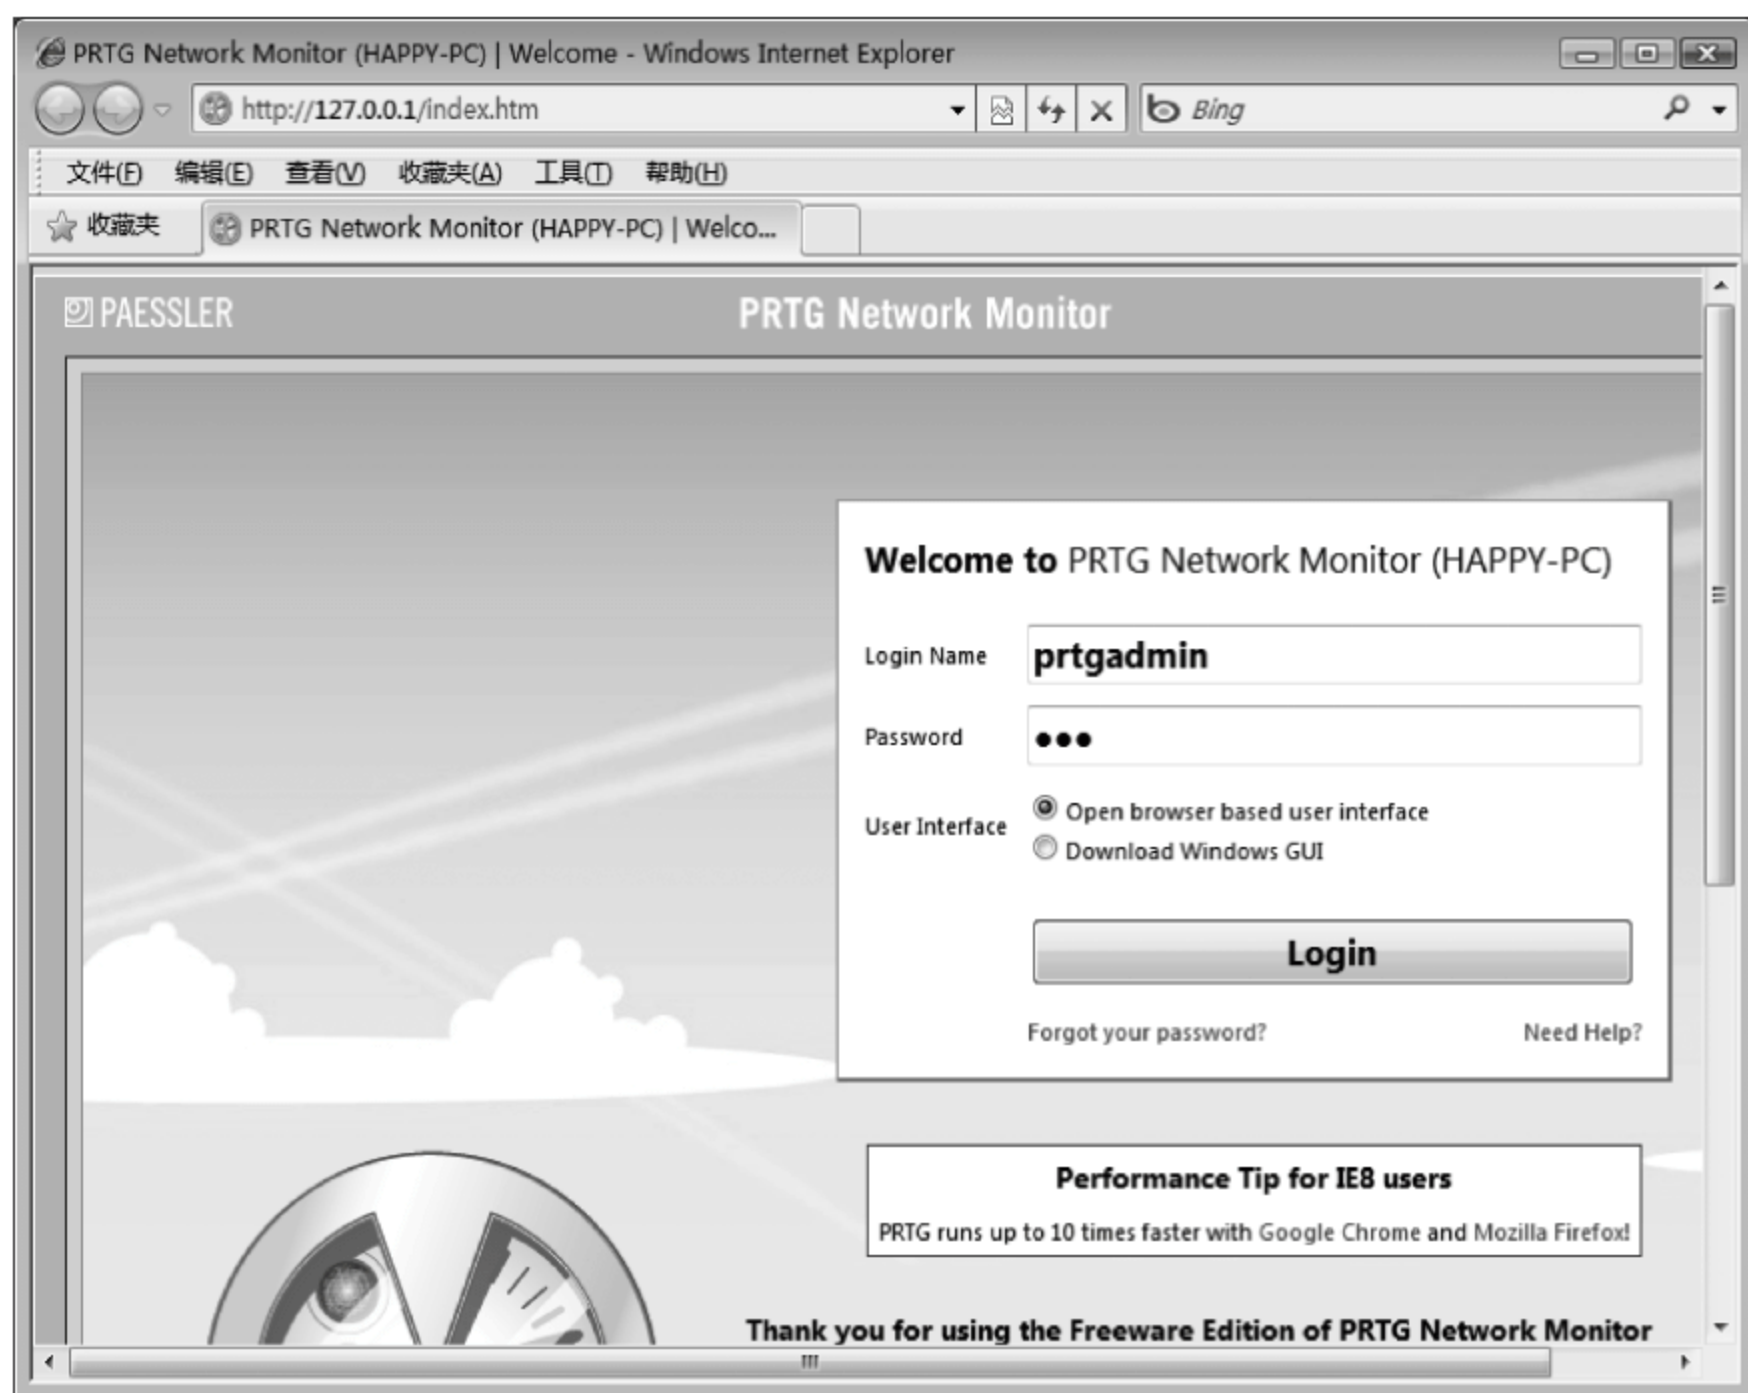 PRTG Network Monitor (HAPPY-PC) | Welcome - Windows Internet Explorer
http://127.0.0.1/index.htm
Bing
文件(F) 编辑(E) 查看(V) 收藏夹(A) 工具(T) 帮助(H)
收藏夹 PRTG Network Monitor (HAPPY-PC) | Welco...
PAESSLER PRTG Network Monitor
Welcome to PRTG Network Monitor (HAPPY-PC)
Login Name prtgadmin
Password ●●●
User Interface
Open browser based user interface
Download Windows GUI
Login
Forgot your password? Need Help?
Performance Tip for IE8 users
PRTG runs up to 10 times faster with Google Chrome and Mozilla Firefox!
Thank you for using the Freeware Edition of PRTG Network Monitor